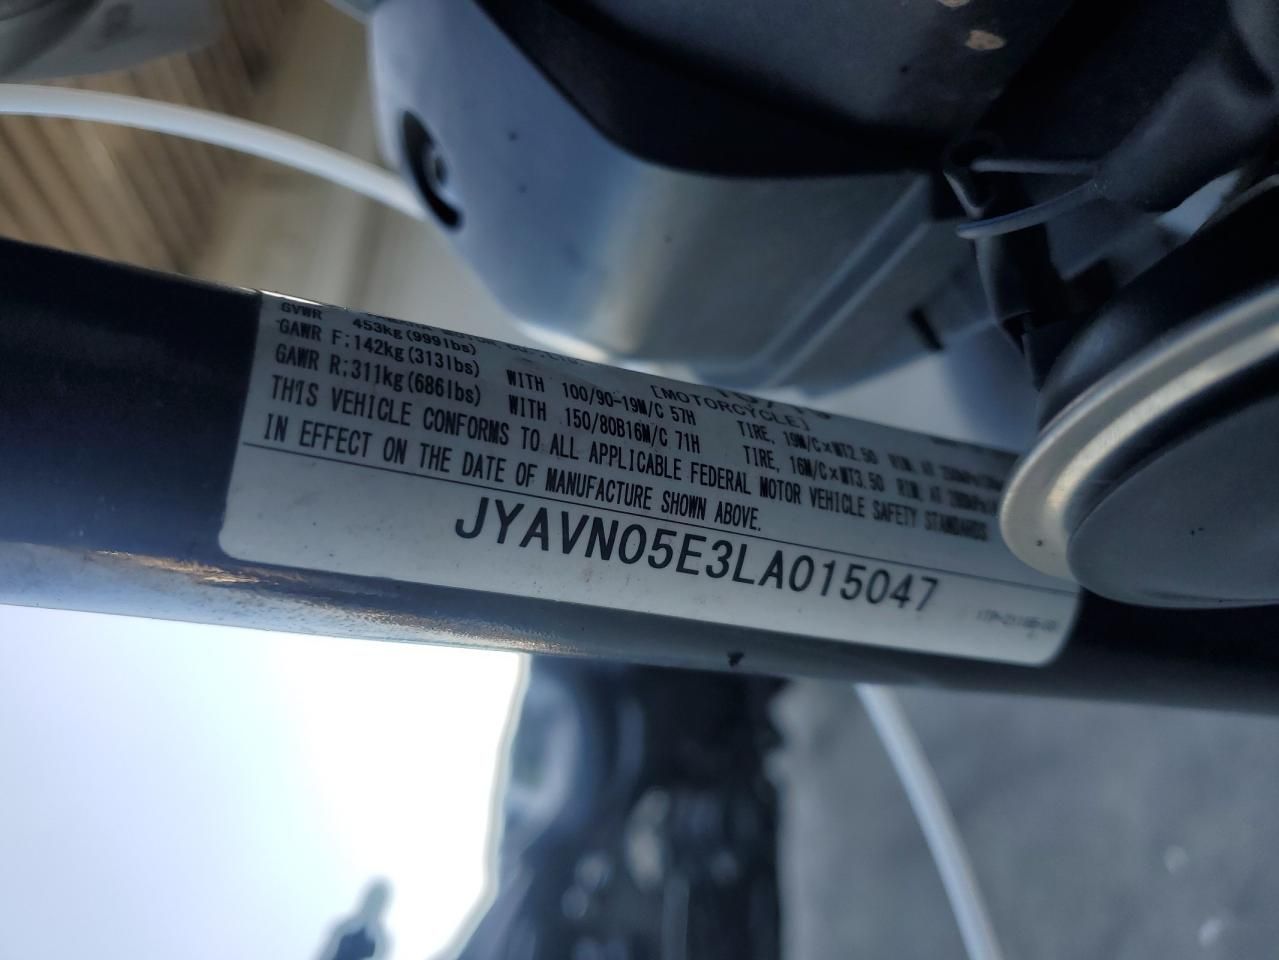 GVWR 453kg(999lbs)
GAWR F:142kg(313lbs) WITH 100/90-19M/C 57H TIRE, 19M/C×MT2.50 RIM, AT
GAWR R:311kg(686lbs) WITH 150/80B16M/C 71H TIRE, 16M/C×MT3.50 RIM, AT
[MOTORCYCLE]
THIS VEHICLE CONFORMS TO ALL APPLICABLE FEDERAL MOTOR VEHICLE SAFETY STANDARDS
IN EFFECT ON THE DATE OF MANUFACTURE SHOWN ABOVE.
JYAVN05E3LA015047